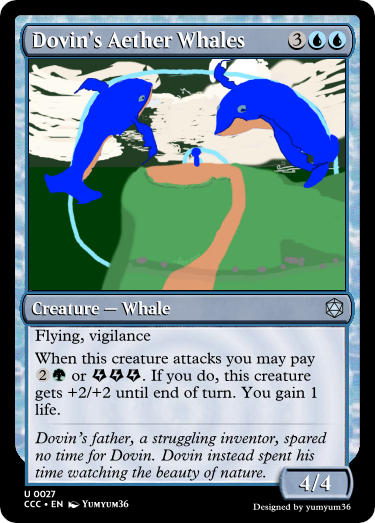 Dovin's Aether Whales 3
Creature — Whale
Flying, vigilance
When this creature attacks you may pay
2 or . If you do, this creature
gets +2/+2 until end of turn. You gain 1
life.
Dovin's father, a struggling inventor, spared
no time for Dovin. Dovin instead spent his
time watching the beauty of nature.
4/4
U 0027
CCC • EN Yumyum36
Designed by yumyum36